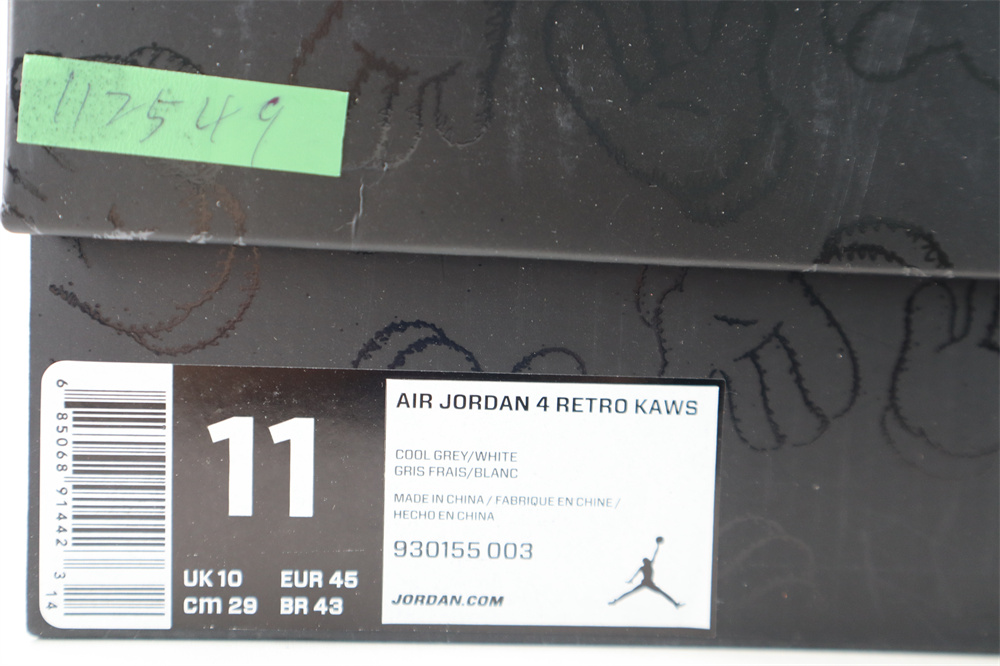 112549
6 85068 91442 3 14
11
UK 10 EUR 45
cm 29 BR 43
AIR JORDAN 4 RETRO KAWS
COOL GREY/WHITE
GRIS FRAIS/BLANC
MADE IN CHINA / FABRIQUE EN CHINE /
HECHO EN CHINA
930155 003
JORDAN.COM